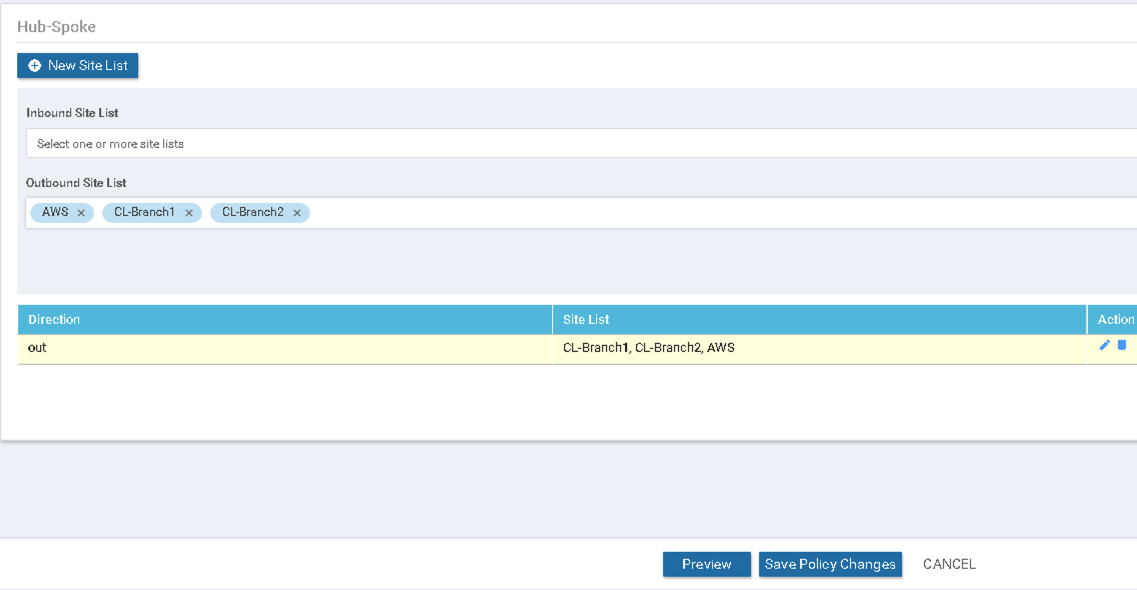 Hub-Spoke
New Site List
Inbound Site List
Select one or more site lists
Outbound Site List
AWS CL-Branch1 CL-Branch2
Direction Site List Action
out CL-Branch1, CL-Branch2, AWS
Preview Save Policy Changes CANCEL